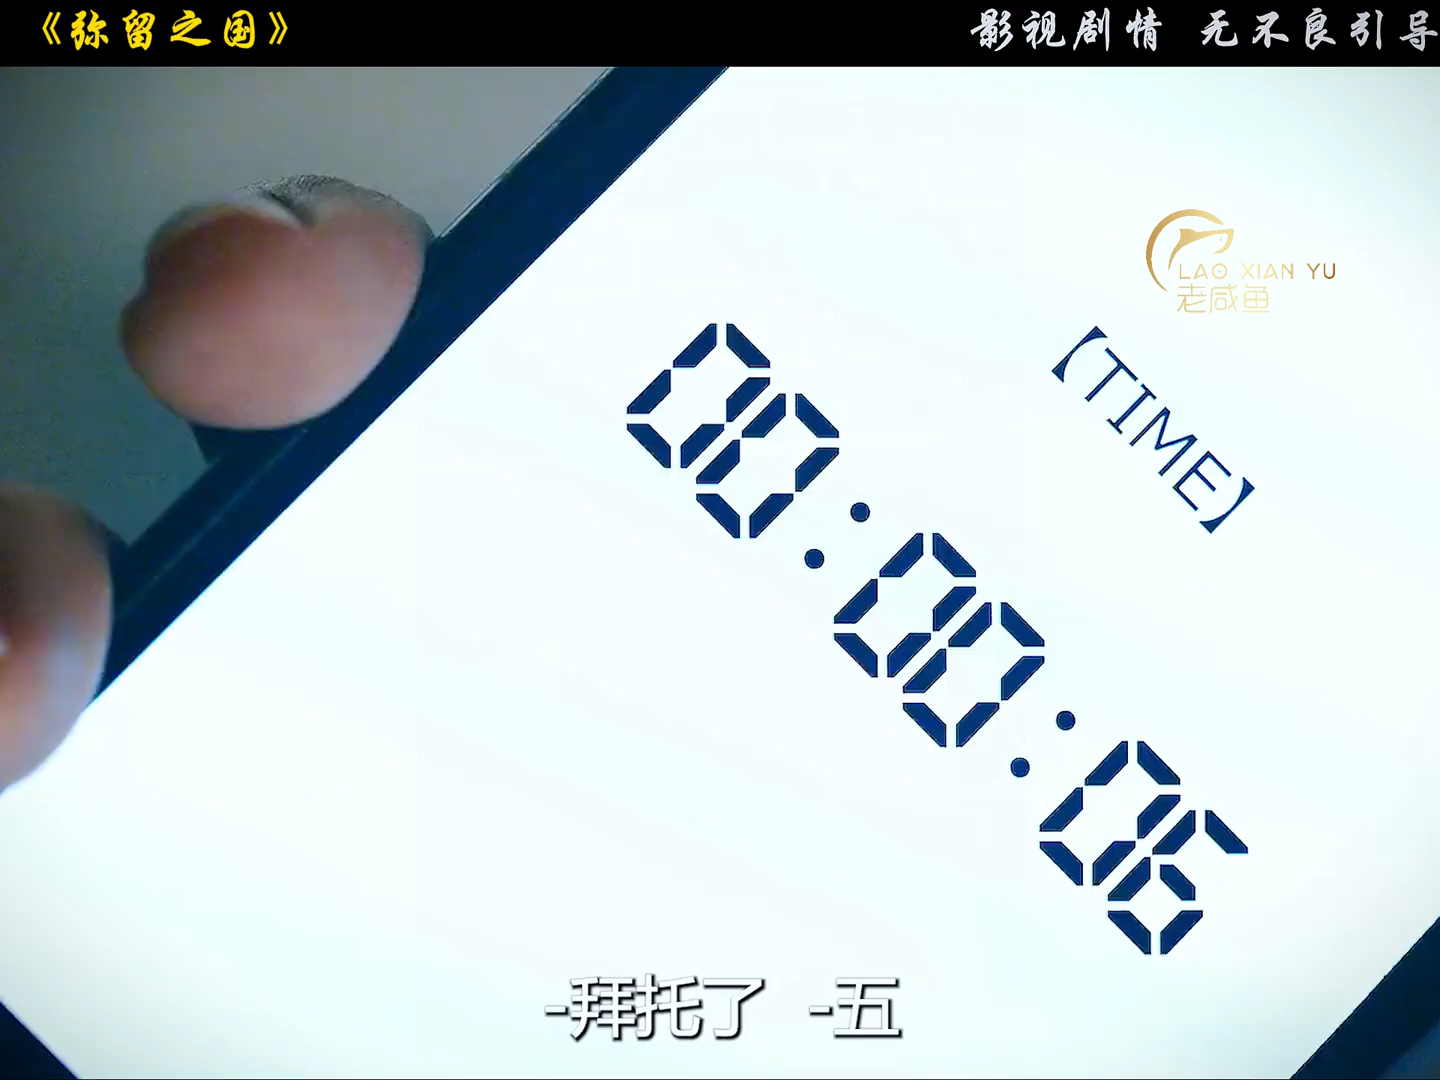 《弥留之国》
影视剧情 无不良引导
LAO XIAN YU
老咸鱼
【TIME】
00:00:06
-拜托了 -五